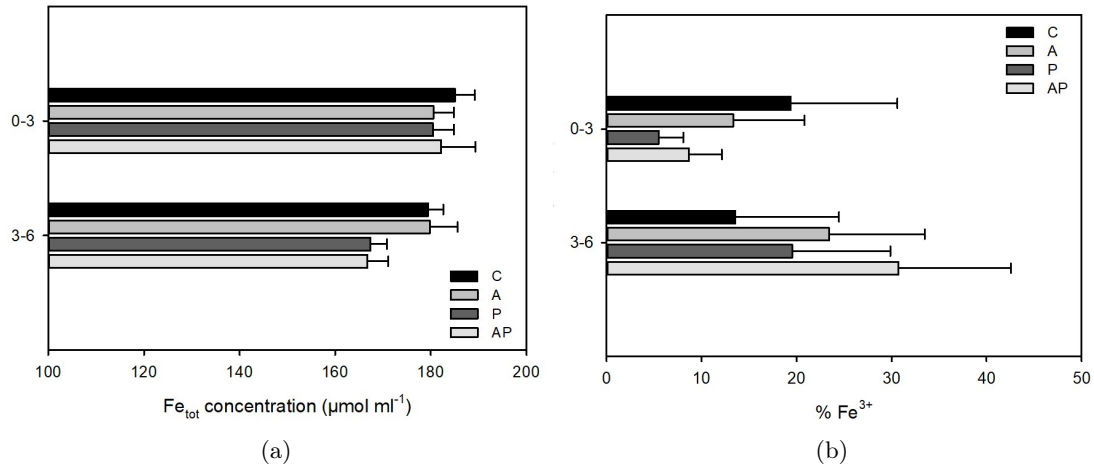 0-3
3-6
C
A
P
AP
100 120 140 160 180 200
Fe_tot concentration (µmol ml⁻¹)
(a)
C
A
P
AP
0-3
3-6
0 10 20 30 40 50
% Fe³⁺
(b)